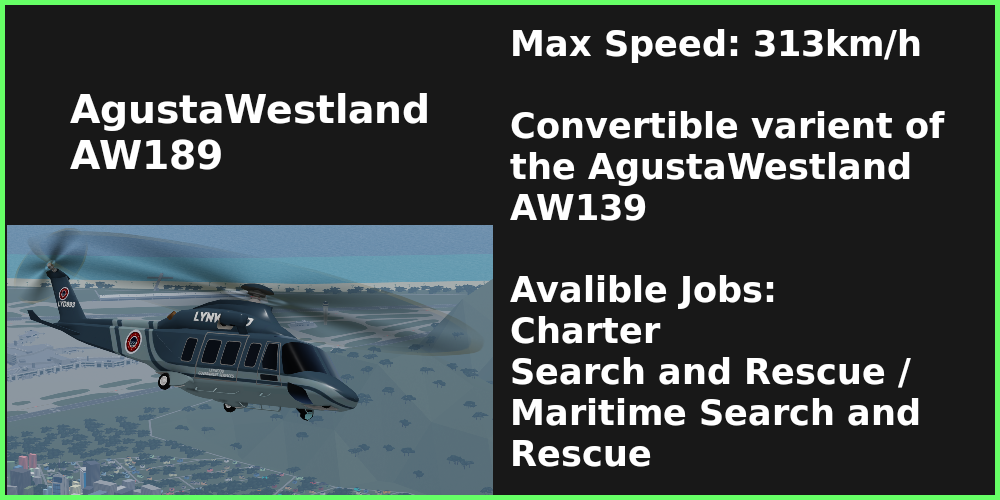 AgustaWestland
AW189
Max Speed: 313km/h
Convertible varient of
the AgustaWestland
AW139
Avalible Jobs:
Charter
Search and Rescue /
Maritime Search and
Rescue